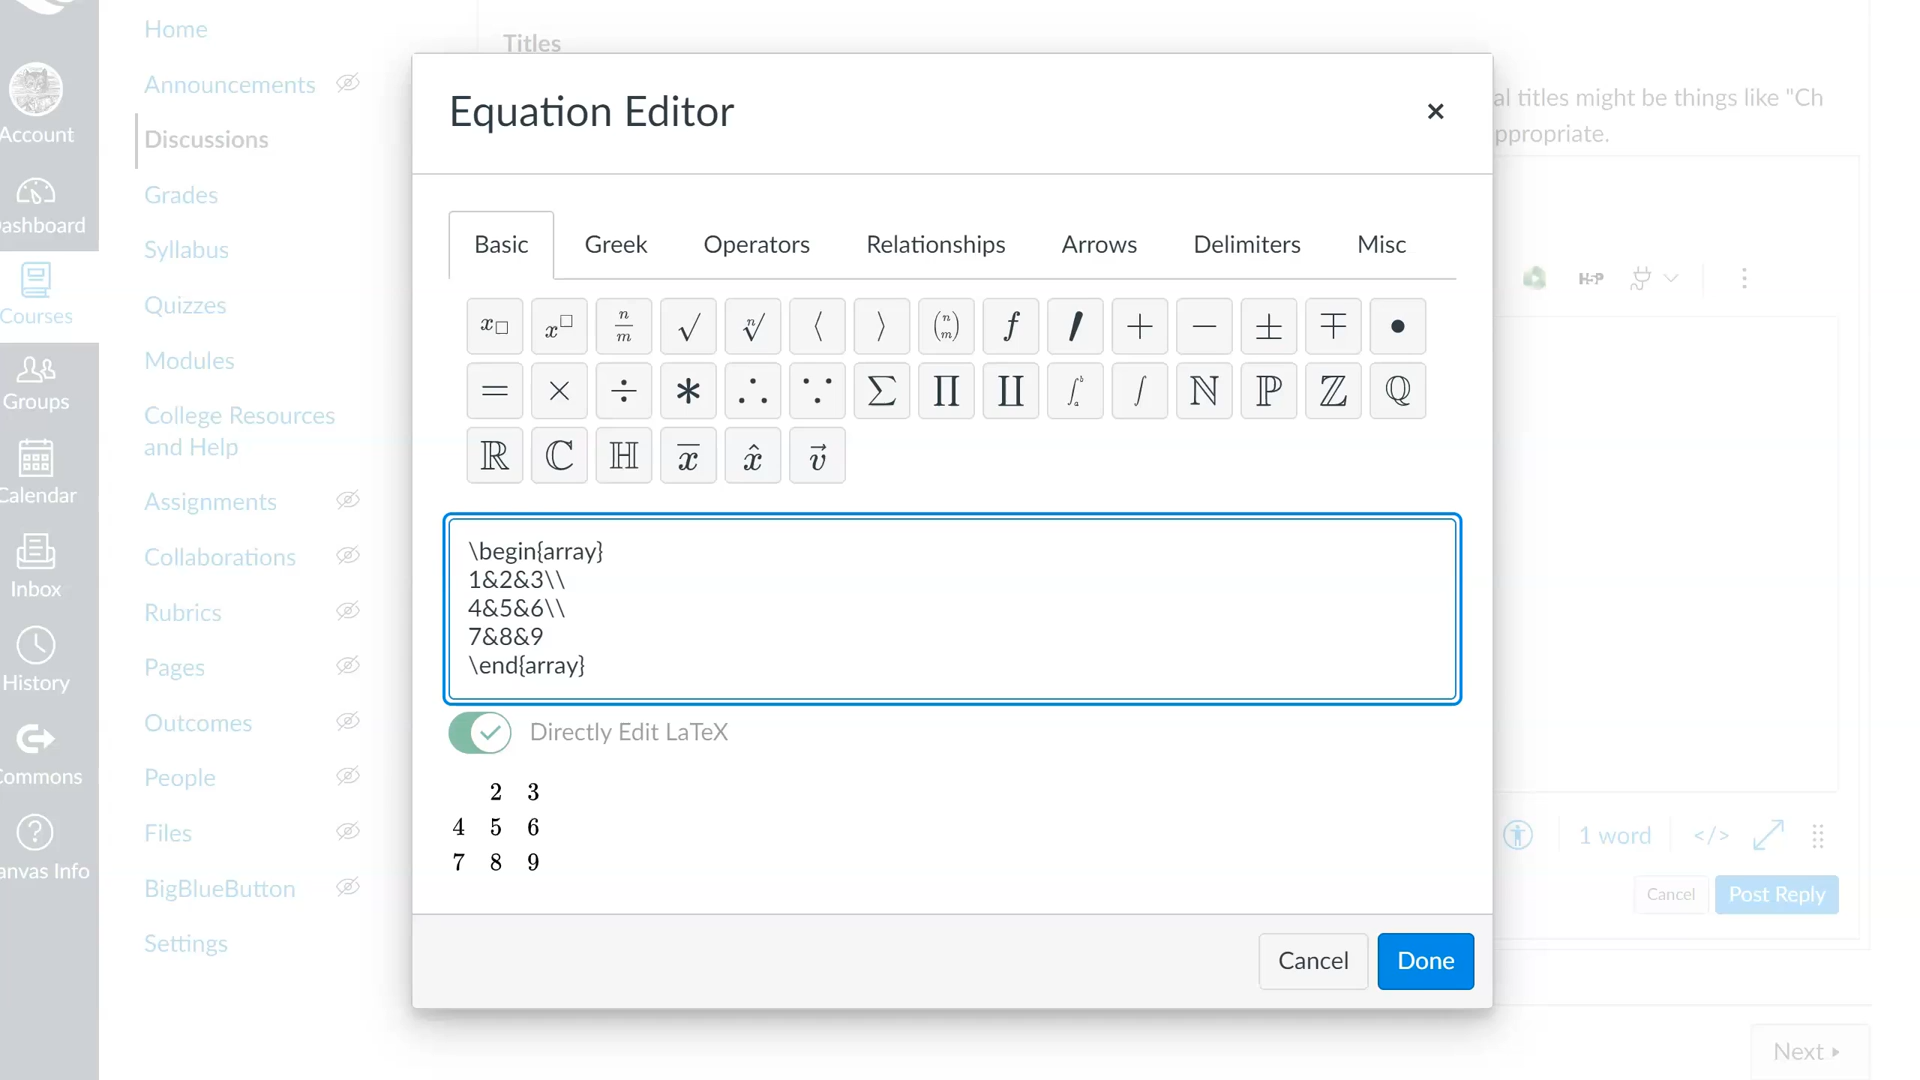 Home
Announcements
Discussions
Grades
Syllabus
Quizzes
Modules
College Resources
and Help
Assignments
Collaborations
Rubrics
Pages
Outcomes
People
Files
BigBlueButton
Settings
Account
ashboard
Courses
Groups
Calendar
Inbox
History
ommons
anvas Info
Titles
al titles might be things like "Ch
ppropriate.
H-P
Equation Editor
×
Basic Greek Operators Relationships Arrows Delimiters Misc
x□ x□ n/m √ ⁿ√ ⟨ ⟩ (n m) f ′ + − ± ∓ •
= × ÷ ∗ ∴ ∵ ∑ ∏ ∐ ∫ₐᵇ ∫ ℕ ℙ ℤ ℚ
ℝ ℂ ℍ x̅ x̂ v⃗
\begin{array}
1&2&3\\
4&5&6\\
7&8&9
\end{array}
Directly Edit LaTeX
2 3
4 5 6
7 8 9
Cancel Done
1 word </>
Cancel Post Reply
Next ▸